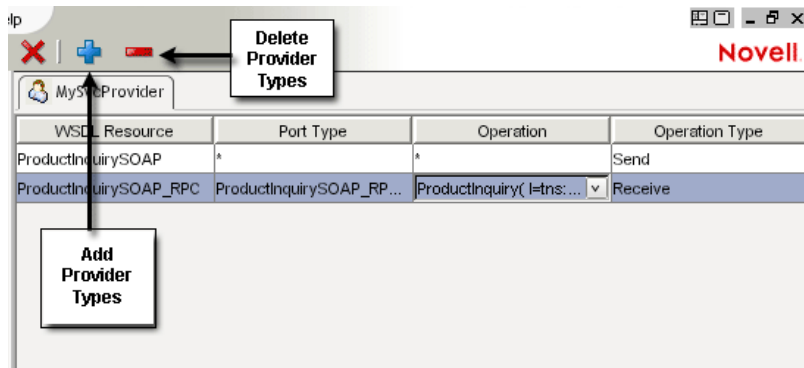 elp
Delete
Provider
Types
Novell.
MySvcProvider
WSDL Resource Port Type Operation Operation Type
ProductInquirySOAP * * Send
ProductInquirySOAP_RPC ProductInquirySOAP_RP... ProductInquiry( I=tns:... Receive
Add
Provider
Types